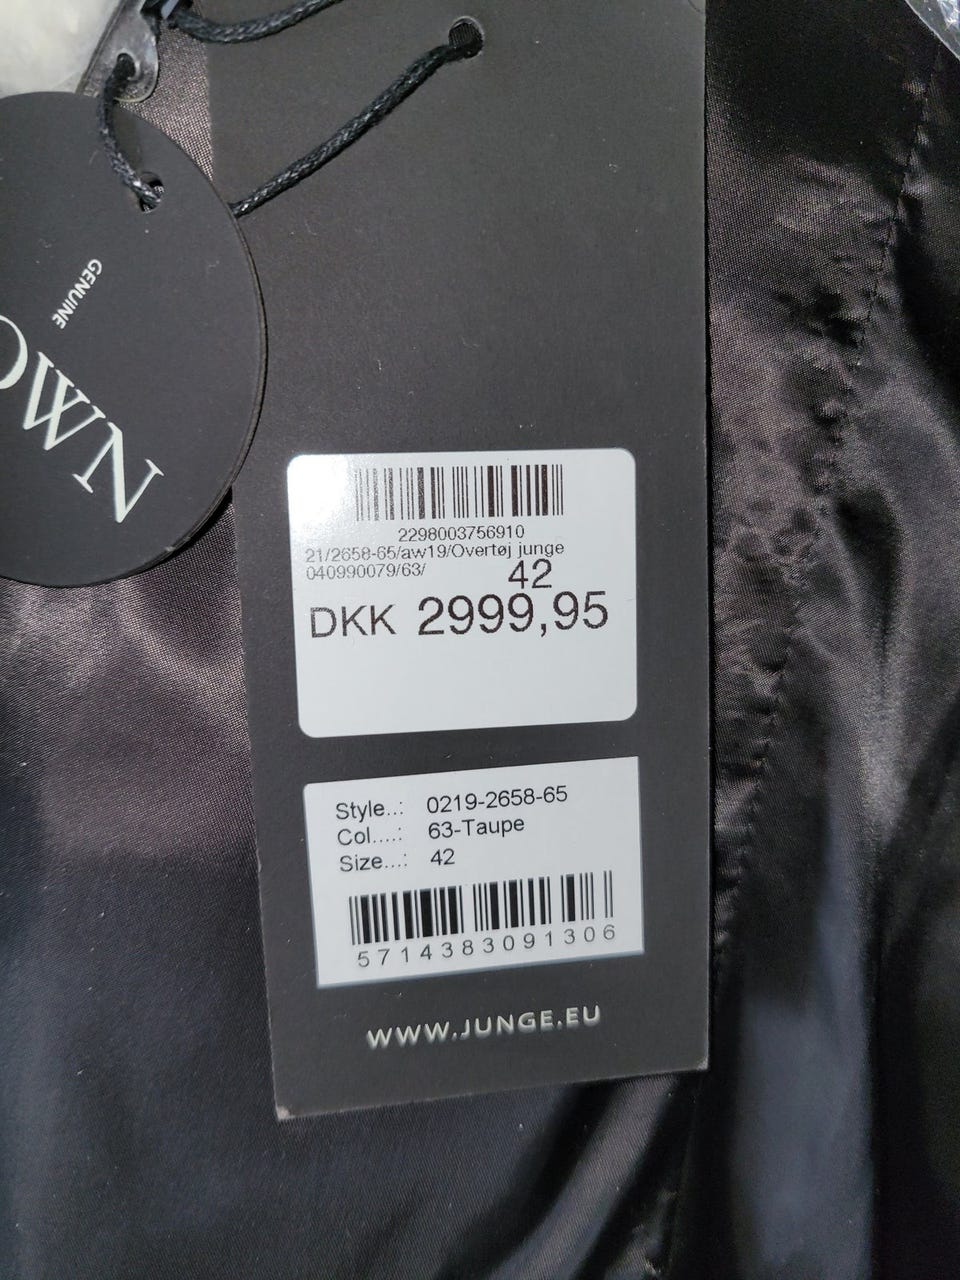 GENUINE
OWN
2298003756910
21/2658-65/aw19/Overtøj junge
040990079/63/ 42
DKK 2999,95
Style..: 0219-2658-65
Col....: 63-Taupe
Size...: 42
5714383091306
WWW.JUNGE.EU